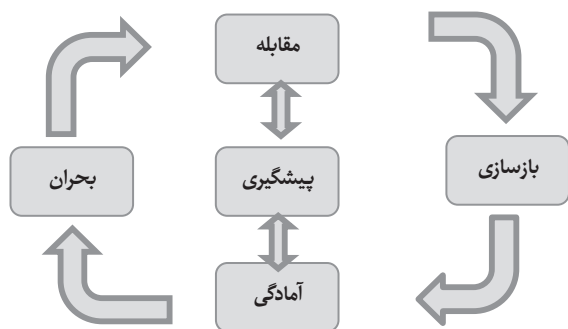 مقابله
بازسازی
پیشگیری
بحران
آمادگی